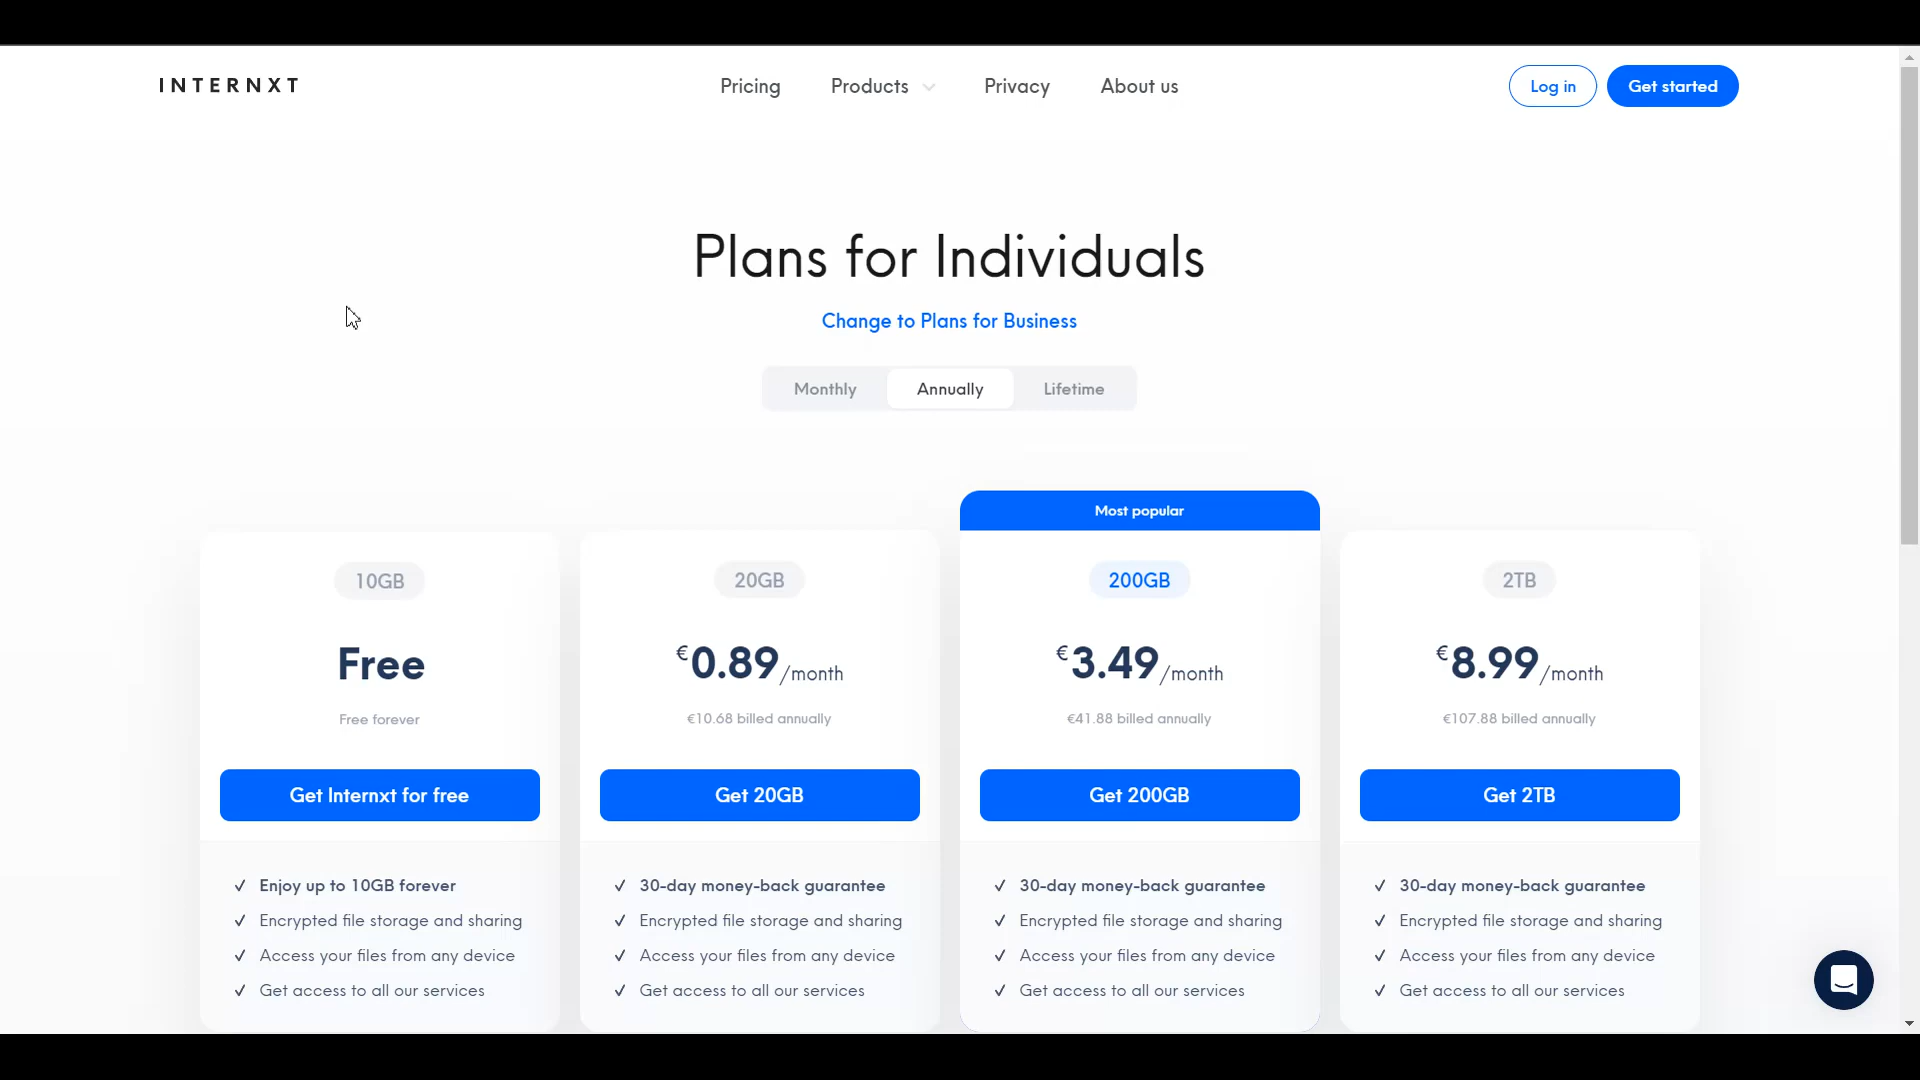 INTERNXT
Pricing
Products
Privacy
About us
Log in
Get started
Plans for Individuals
Change to Plans for Business
Monthly
Annually
Lifetime
10GB
Free
Free forever
Get Internxt for free
✓ Enjoy up to 10GB forever
✓ Encrypted file storage and sharing
✓ Access your files from any device
✓ Get access to all our services
20GB
€0.89/month
€10.68 billed annually
Get 20GB
✓ 30-day money-back guarantee
✓ Encrypted file storage and sharing
✓ Access your files from any device
✓ Get access to all our services
Most popular
200GB
€3.49/month
€41.88 billed annually
Get 200GB
✓ 30-day money-back guarantee
✓ Encrypted file storage and sharing
✓ Access your files from any device
✓ Get access to all our services
2TB
€8.99/month
€107.88 billed annually
Get 2TB
✓ 30-day money-back guarantee
✓ Encrypted file storage and sharing
✓ Access your files from any device
✓ Get access to all our services